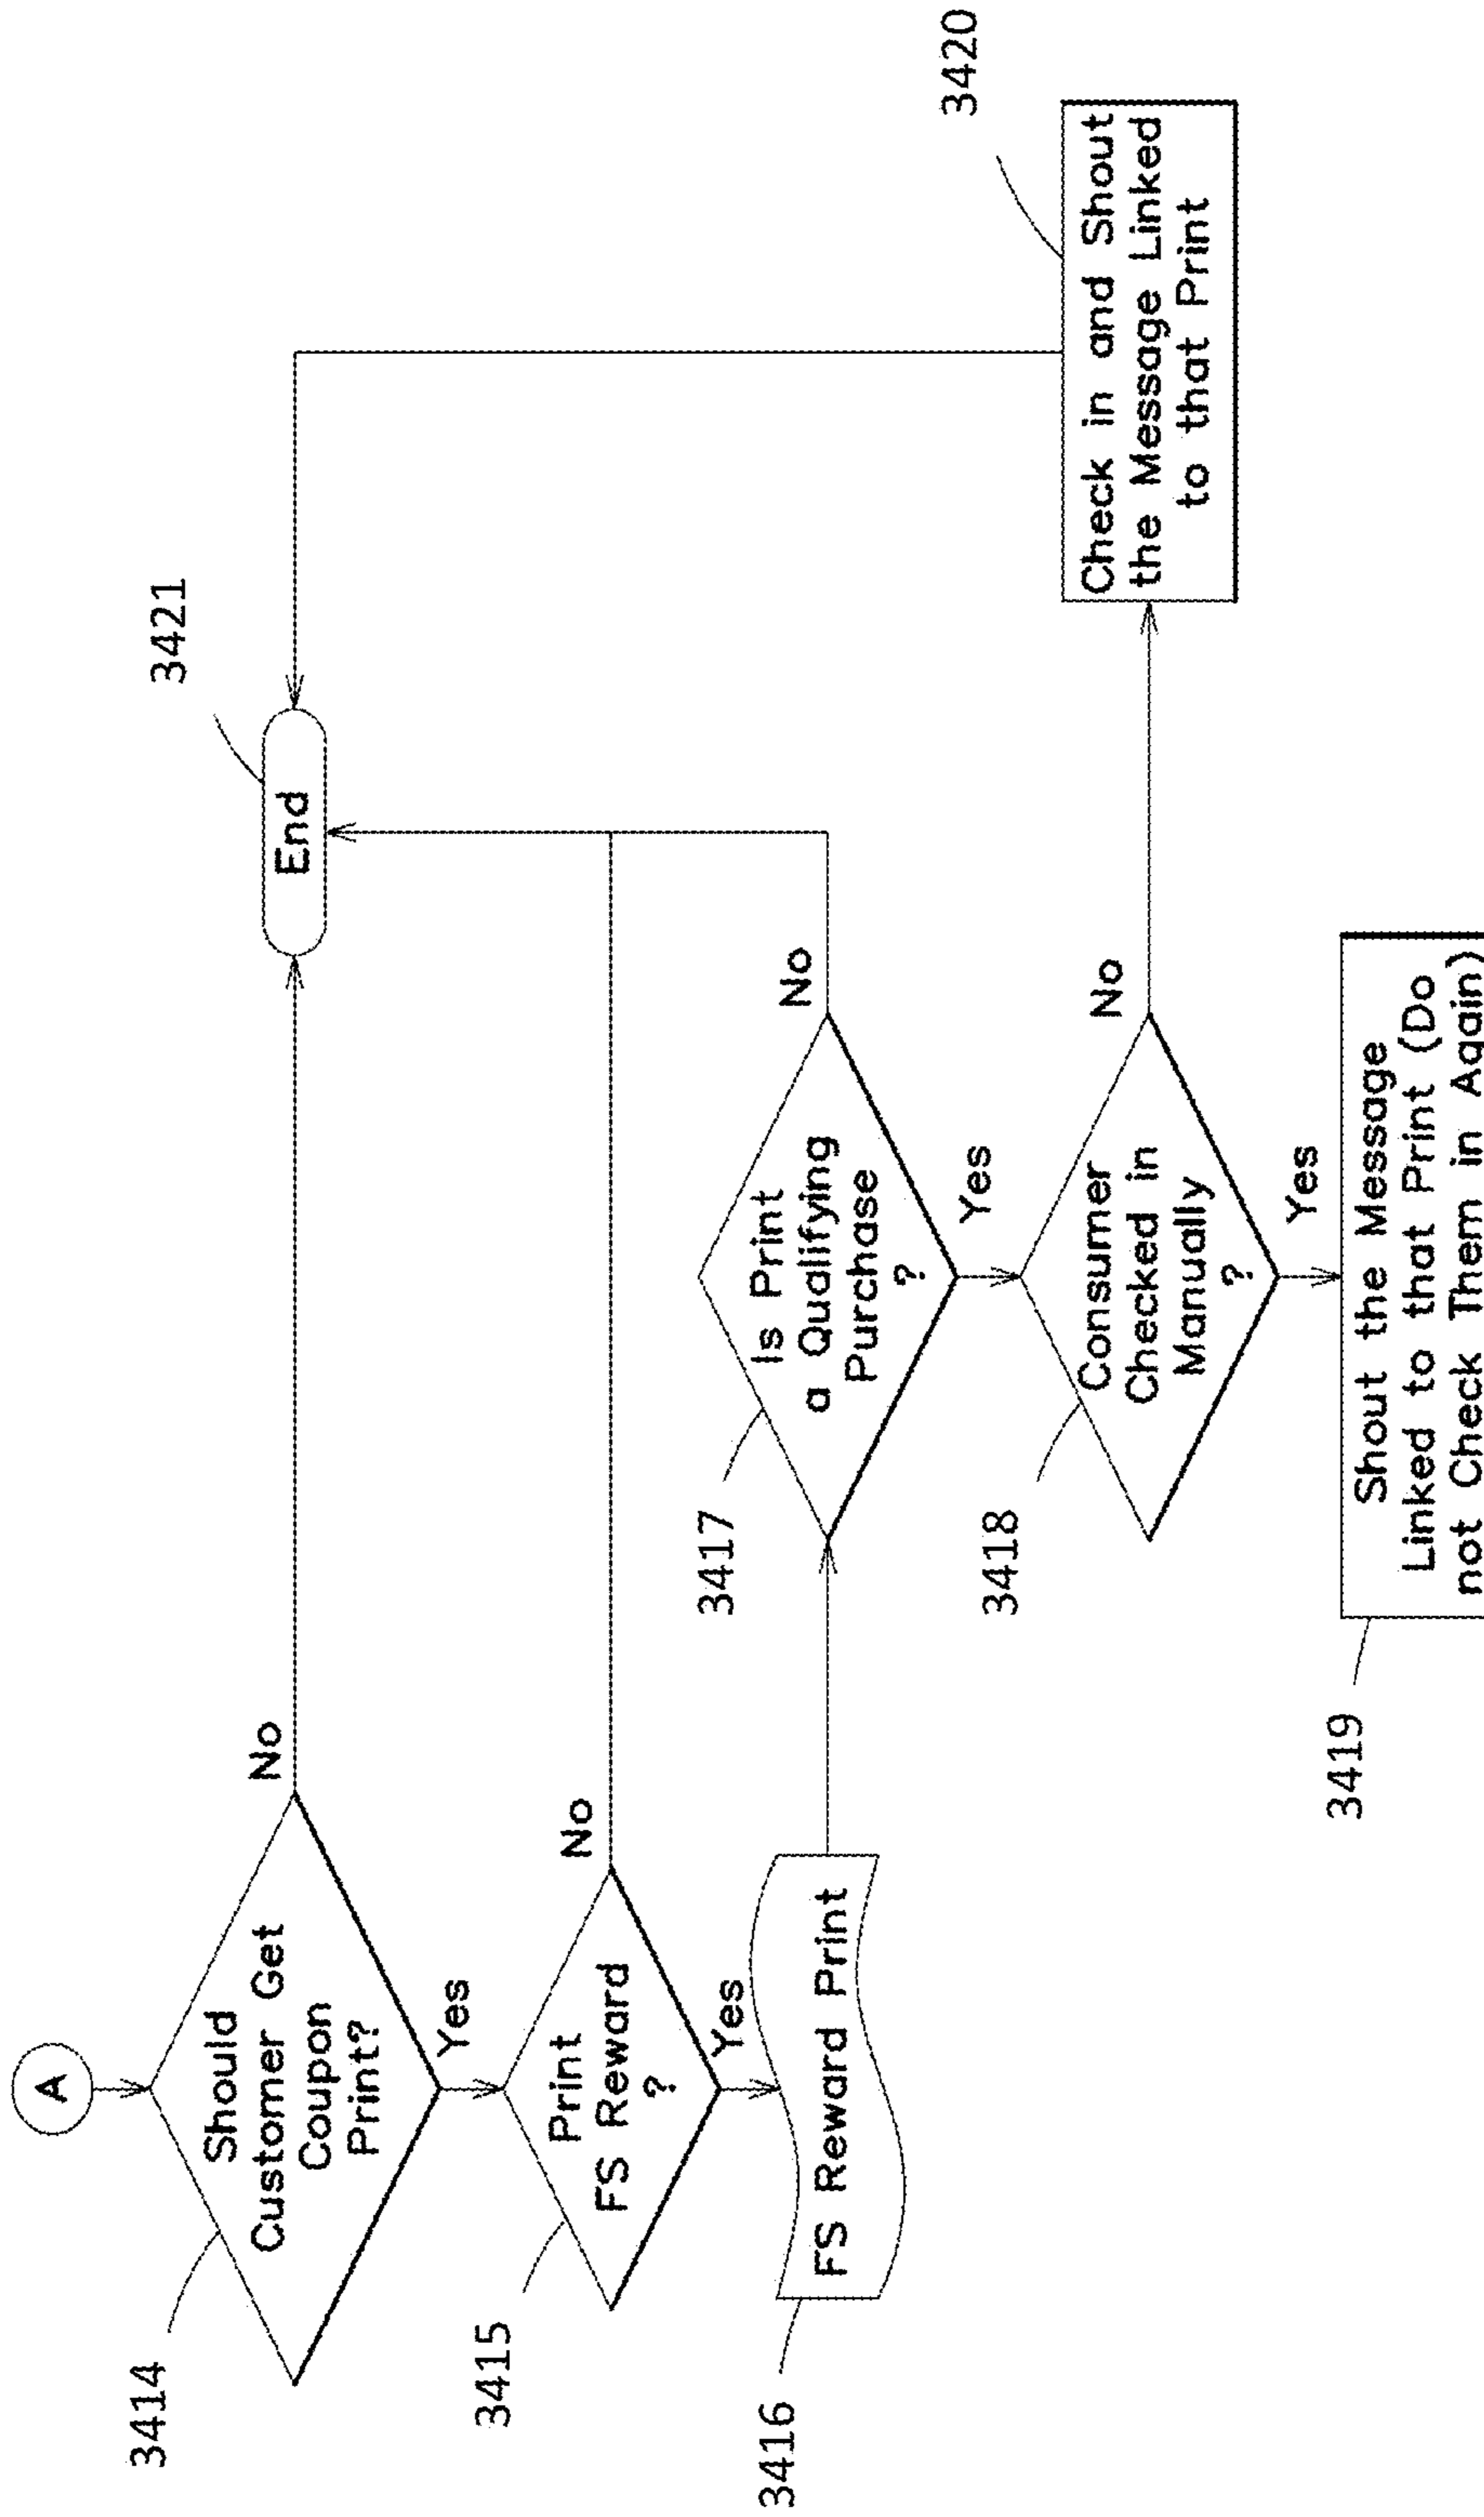 A
3414
Should
Customer Get
Coupon
Print?
No
Yes
3415
Print
FS Reward
?
No
Yes
3416
FS Reward Print
3417
Is Print
a Qualifying
Purchase
?
No
Yes
3418
Consumer
Checked in
Manually
?
No
Yes
3419
Shout the Message
Linked to that Print (Do
not Check Them in Again)
3420
Check in and Shout
the Message Linked
to that Print
3421
End